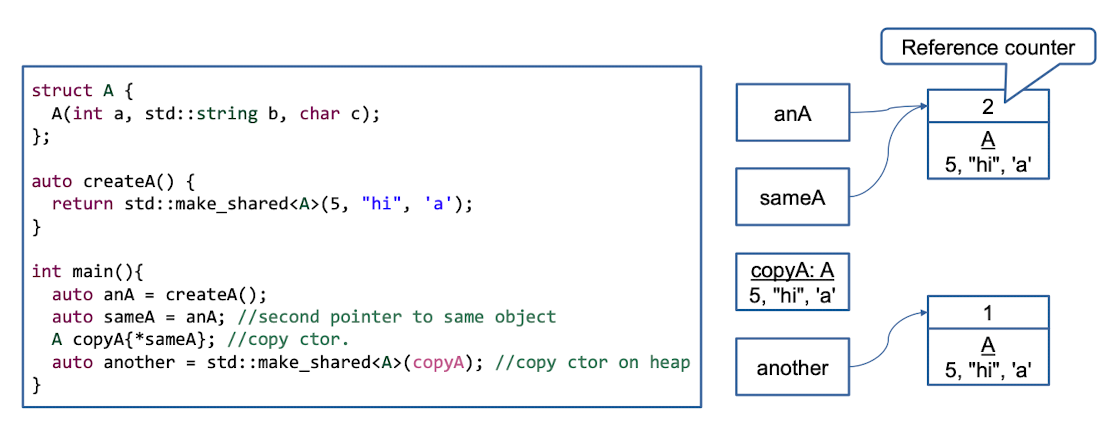 struct A {
  A(int a, std::string b, char c);
};
auto createA() {
  return std::make_shared<A>(5, "hi", 'a');
}
int main(){
  auto anA = createA();
  auto sameA = anA; //second pointer to same object
  A copyA{*sameA}; //copy ctor.
  auto another = std::make_shared<A>(copyA); //copy ctor on heap
}
Reference counter
anA
2
A
5, "hi", 'a'
sameA
copyA: A
5, "hi", 'a'
another
1
A
5, "hi", 'a'